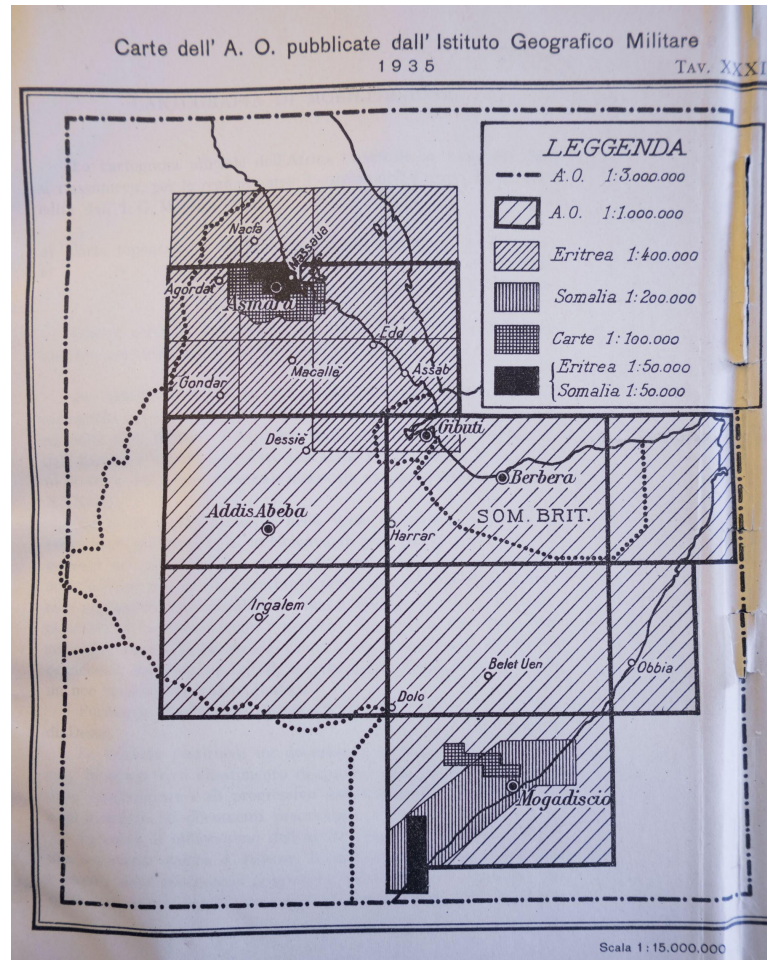 Carte dell' A. O. pubblicate dall' Istituto Geografico Militare
1935
TAV. XXXI
LEGGENDA
A.O. 1:3.000.000
A.O. 1:1.000.000
Eritrea 1:400.000
Somalia 1:200.000
Carte 1:100.000
Eritrea 1:50.000
Somalia 1:50.000
Nacfa
Massaua
Agordat
Asmara
Edd
Macallè
Assab
Gondar
Gibuti
Dessiè
Berbera
Addis Abeba
SOM. BRIT.
Harrar
Irgalem
Belet Uen
Obbia
Dolo
Mogadiscio
Scala 1:15.000.000